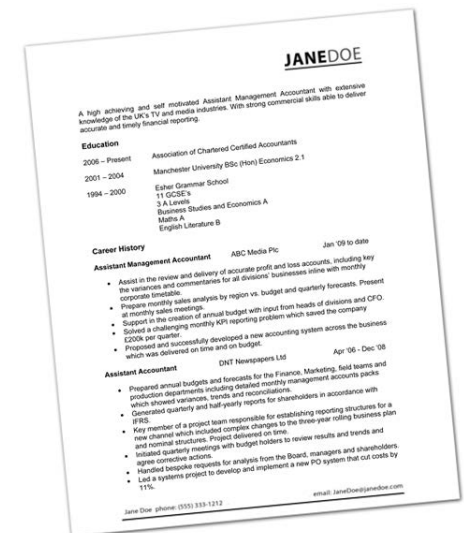 JANEDOE
A high achieving and self motivated Assistant Management Accountant with extensive
knowledge of the UK's TV and media industries. With strong commercial skills able to deliver
accurate and timely financial reporting.
Education
2006 – Present Association of Chartered Certified Accountants
2001 – 2004 Manchester University BSc (Hon) Economics 2.1
1994 – 2000 Esher Grammar School
11 GCSE's
3 A Levels
Business Studies and Economics A
Maths A
English Literature B
Career History
Assistant Management Accountant ABC Media Plc Jan '09 to date
• Assist in the review and delivery of accurate profit and loss accounts, including key
the variances and commentaries for all divisions' businesses inline with monthly
corporate timetable.
• Prepare monthly sales analysis by region vs. budget and quarterly forecasts. Present
at monthly sales meetings.
• Support in the creation of annual budget with input from heads of divisions and CFO.
• Solved a challenging monthly KPI reporting problem which saved the company
£200k per quarter.
• Proposed and successfully developed a new accounting system across the business
which was delivered on time and on budget.
Assistant Accountant DNT Newspapers Ltd Apr '06 - Dec '08
• Prepared annual budgets and forecasts for the Finance, Marketing, field teams and
production departments including detailed monthly management accounts packs
which showed variances, trends and reconciliations.
• Generated quarterly and half-yearly reports for shareholders in accordance with
IFRS.
• Key member of a project team responsible for establishing reporting structures for a
new channel which included complex changes to the three-year rolling business plan
and nominal structures. Project delivered on time.
• Initiated quarterly meetings with budget holders to review results and trends and
agree corrective actions.
• Handled bespoke requests for analysis from the Board, managers and shareholders.
• Led a systems project to develop and implement a new PO system that cut costs by
11%.
Jane Doe phone: (555) 333-1212 email: JaneDoe@janedoe.com